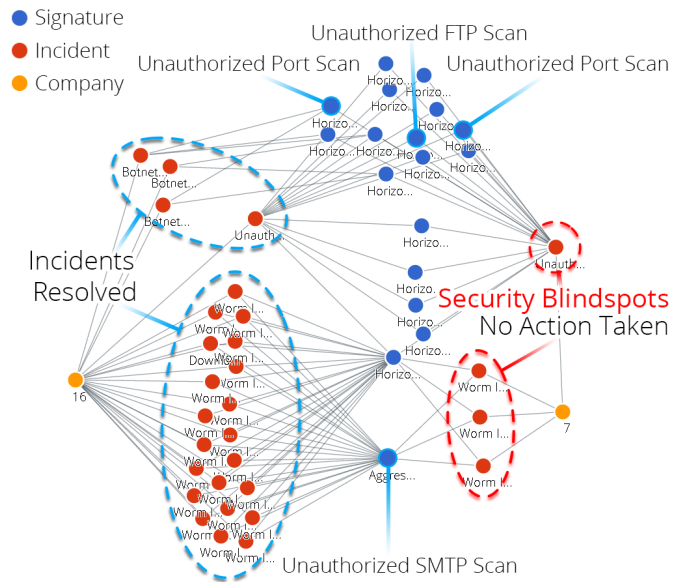 Signature
Incident
Company
Unauthorized FTP Scan
Unauthorized Port Scan
Unauthorized Port Scan
Horizo...
Horizo...
Horizo...
Horizo...
Horizo...
Horizo...
Horizo...
Horizo...
Botnet...
Botnet...
Horizo...
Botnet...
Unauth...
Horizo...
Unauth...
Incidents
Resolved
Horizo...
Security Blindspots
No Action Taken
Worm I...
Worm I...
Worm I...
Horizo...
Horizo...
Worm I...
Horizo...
Worm I...
16
Worm I...
Worm I...
7
Worm I...
Worm I...
Worm I...
Worm I...
Aggres...
Worm I...
Worm I...
Worm I...
Worm I...
Worm I...
Worm I...
Unauthorized SMTP Scan